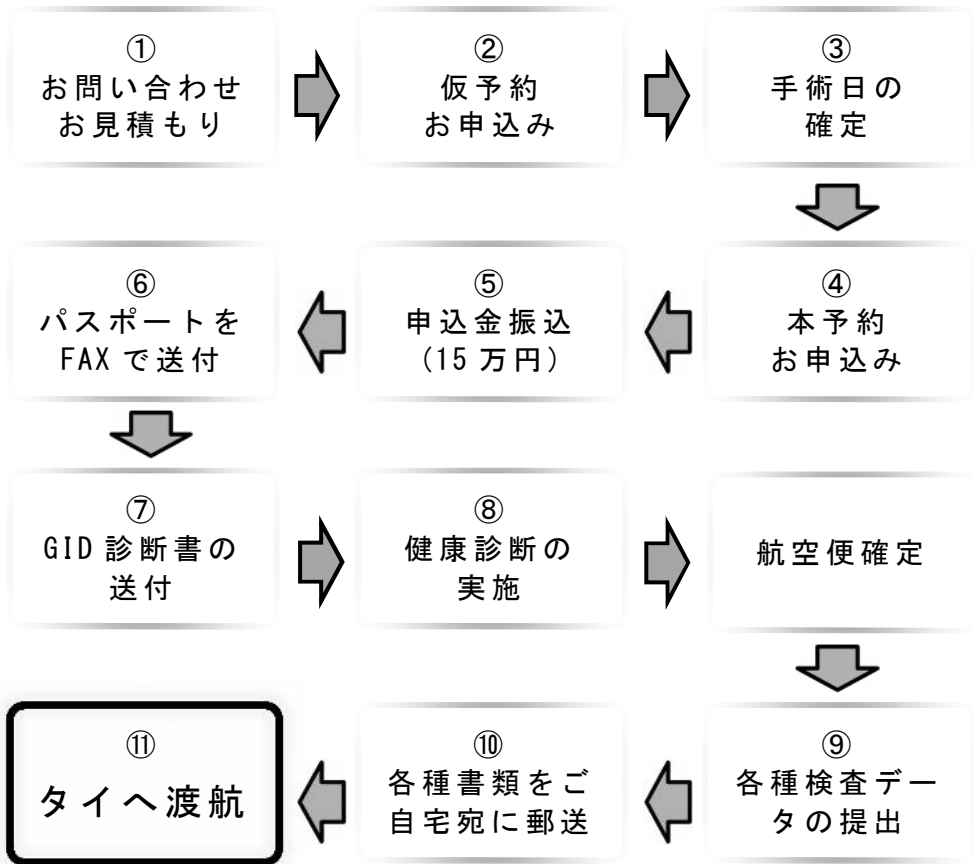 ①
お問い合わせ
お見積もり
②
仮予約
お申込み
③
手術日の
確定
④
本予約
お申込み
⑤
申込金振込
(15万円)
⑥
パスポートを
FAXで送付
⑦
GID診断書の
送付
⑧
健康診断の
実施
航空便確定
⑨
各種検査デー
タの提出
⑩
各種書類をご
自宅宛に郵送
⑪
タイへ渡航